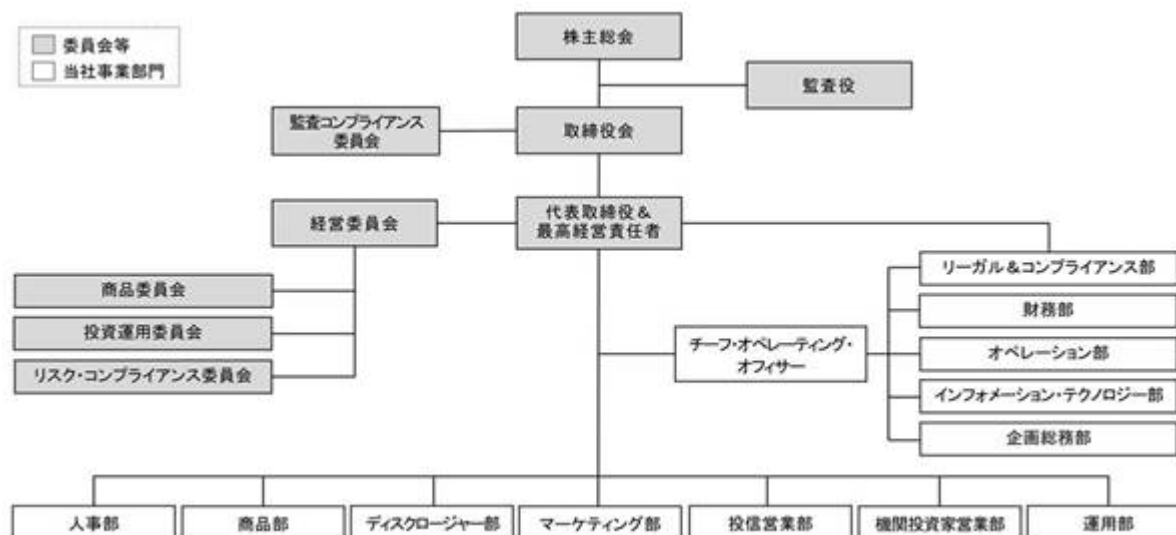 委員会等
当社事業部門
株主総会
監査役
監査コンプライアンス
委員会
取締役会
経営委員会
代表取締役&
最高経営責任者
商品委員会
投資運用委員会
リスク・コンプライアンス委員会
チーフ・オペレーティング・
オフィサー
リーガル&コンプライアンス部
財務部
オペレーション部
インフォメーション・テクノロジー部
企画総務部
人事部
商品部
ディスクロージャー部
マーケティング部
投信営業部
機関投資家営業部
運用部